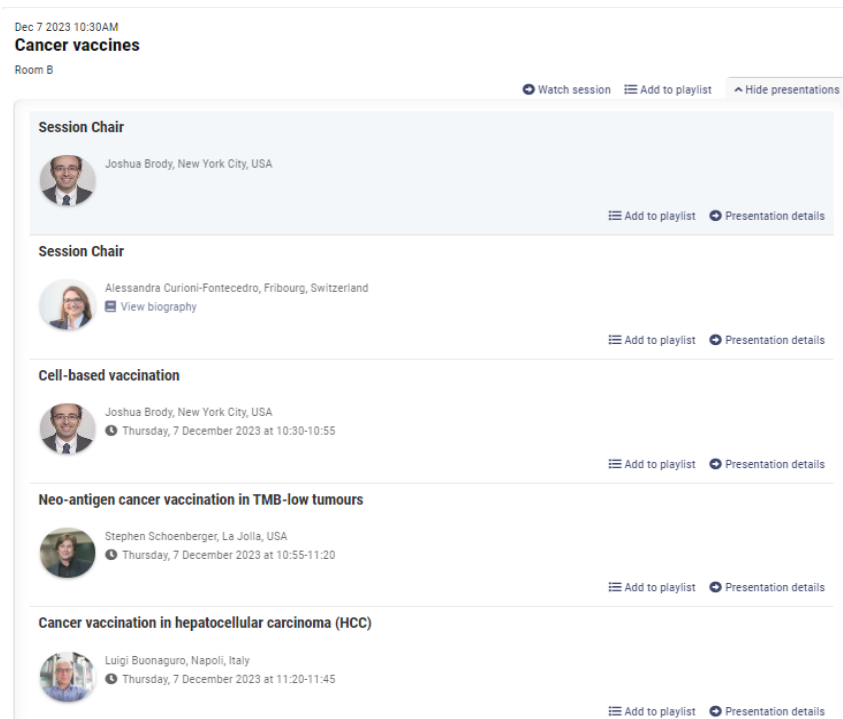 Dec 7 2023 10:30AM
Cancer vaccines
Room B
Watch session Add to playlist Hide presentations
Session Chair
Joshua Brody, New York City, USA
Add to playlist Presentation details
Session Chair
Alessandra Curioni-Fontecedro, Fribourg, Switzerland
View biography
Add to playlist Presentation details
Cell-based vaccination
Joshua Brody, New York City, USA
Thursday, 7 December 2023 at 10:30-10:55
Add to playlist Presentation details
Neo-antigen cancer vaccination in TMB-low tumours
Stephen Schoenberger, La Jolla, USA
Thursday, 7 December 2023 at 10:55-11:20
Add to playlist Presentation details
Cancer vaccination in hepatocellular carcinoma (HCC)
Luigi Buonaguro, Napoli, Italy
Thursday, 7 December 2023 at 11:20-11:45
Add to playlist Presentation details